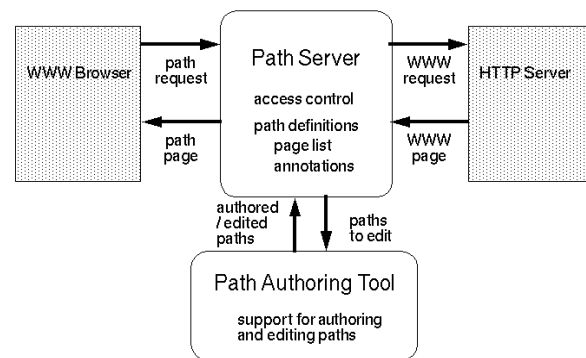 WWW Browser
path
request
path
page
Path Server
access control
path definitions
page list
annotations
WWW
request
WWW
page
HTTP Server
authored
/ edited
paths
paths
to edit
Path Authoring Tool
support for authoring
and editing paths